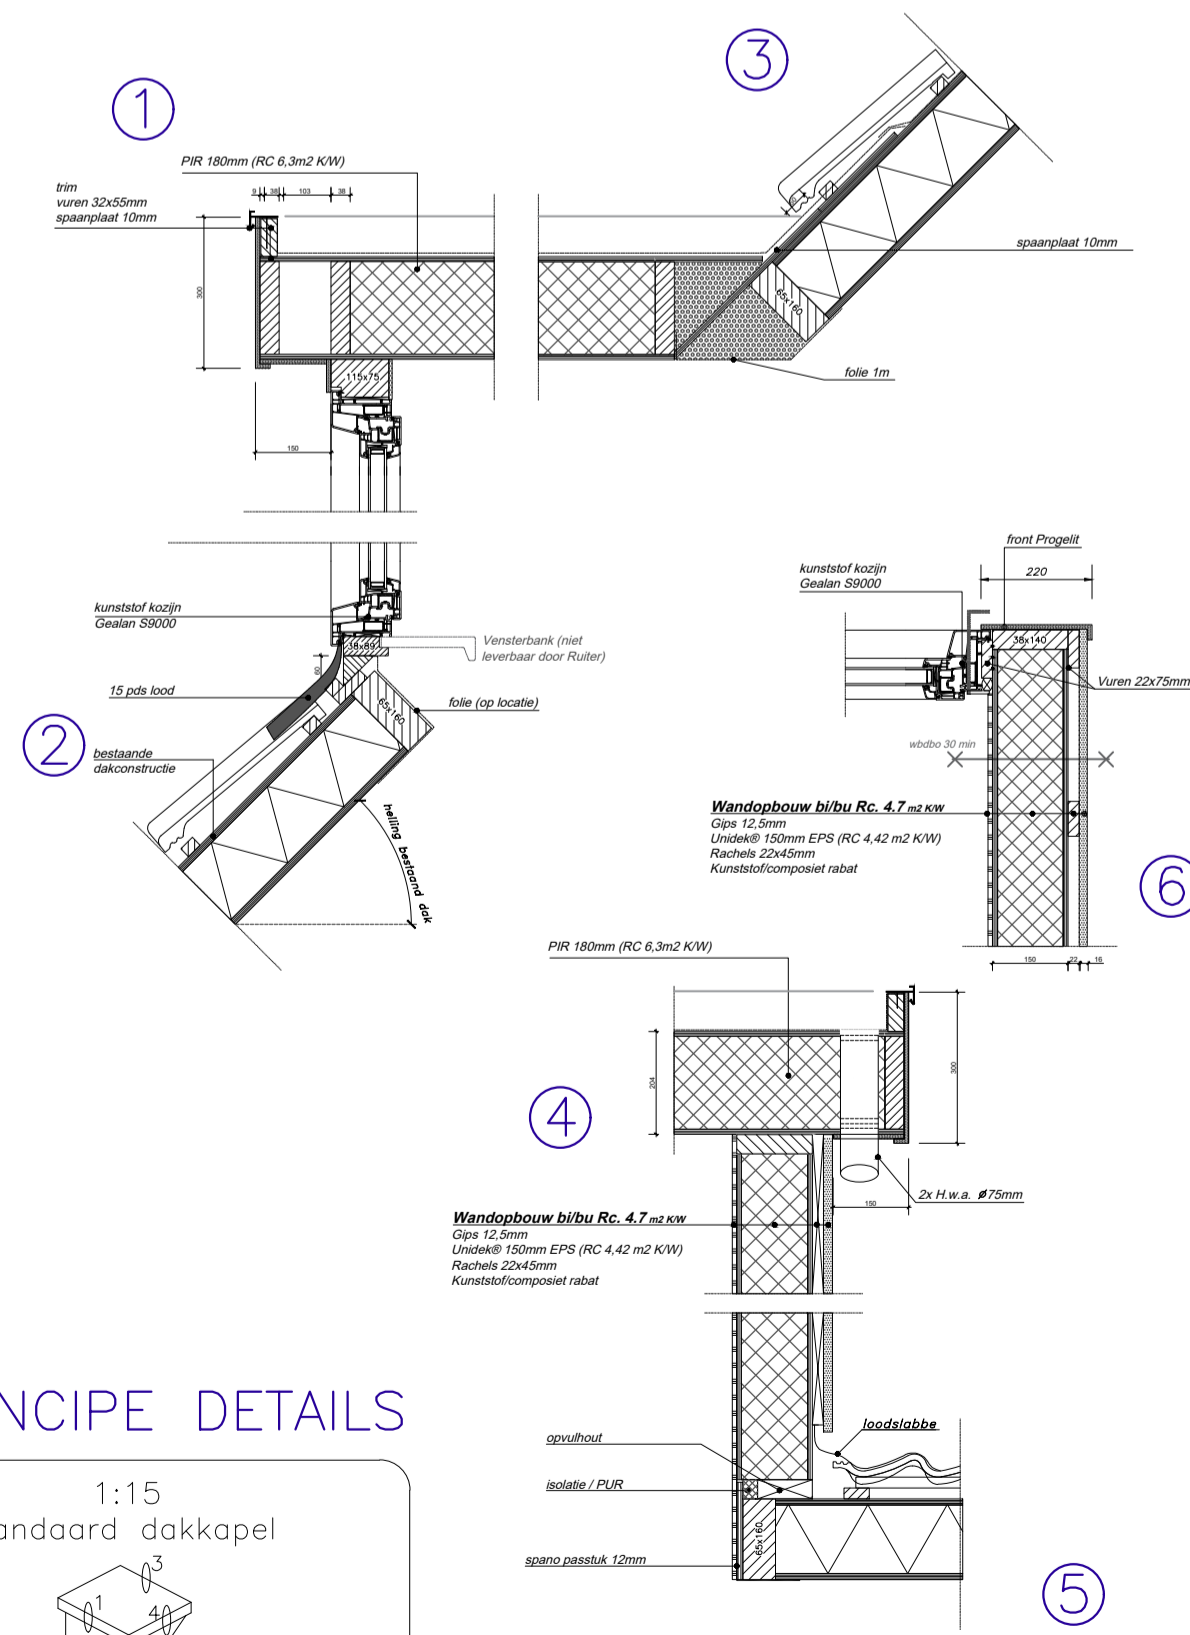 1
3
PIR 180mm (RC 6,3m2 K/W)
trim
vuren 32x55mm
spaanplaat 10mm
9 38 103 38
300
spaanplaat 10mm
65x160
folie 1m
115x75
150
kunststof kozijn
Gealan S9000
38x89
Vensterbank (niet
leverbaar door Ruiter)
60
15 pds lood
65x160
folie (op locatie)
2
bestaande
dakconstructie
helling bestaand dak
front Progelit
220
kunststof kozijn
Gealan S9000
38x140
Vuren 22x75mm
wbdbo 30 min
Wandopbouw bi/bu Rc. 4.7 m2 K/W
Gips 12,5mm
Unidek® 150mm EPS (RC 4,42 m2 K/W)
Rachels 22x45mm
Kunststof/composiet rabat
6
150 22 16
PIR 180mm (RC 6,3m2 K/W)
204
300
4
2x H.w.a. ø75mm
150
Wandopbouw bi/bu Rc. 4.7 m2 K/W
Gips 12,5mm
Unidek® 150mm EPS (RC 4,42 m2 K/W)
Rachels 22x45mm
Kunststof/composiet rabat
loodslabbe
opvulhout
isolatie / PUR
65x160
spano passtuk 12mm
5
NCIPE DETAILS
1:15
andaard dakkapel
3
1
4